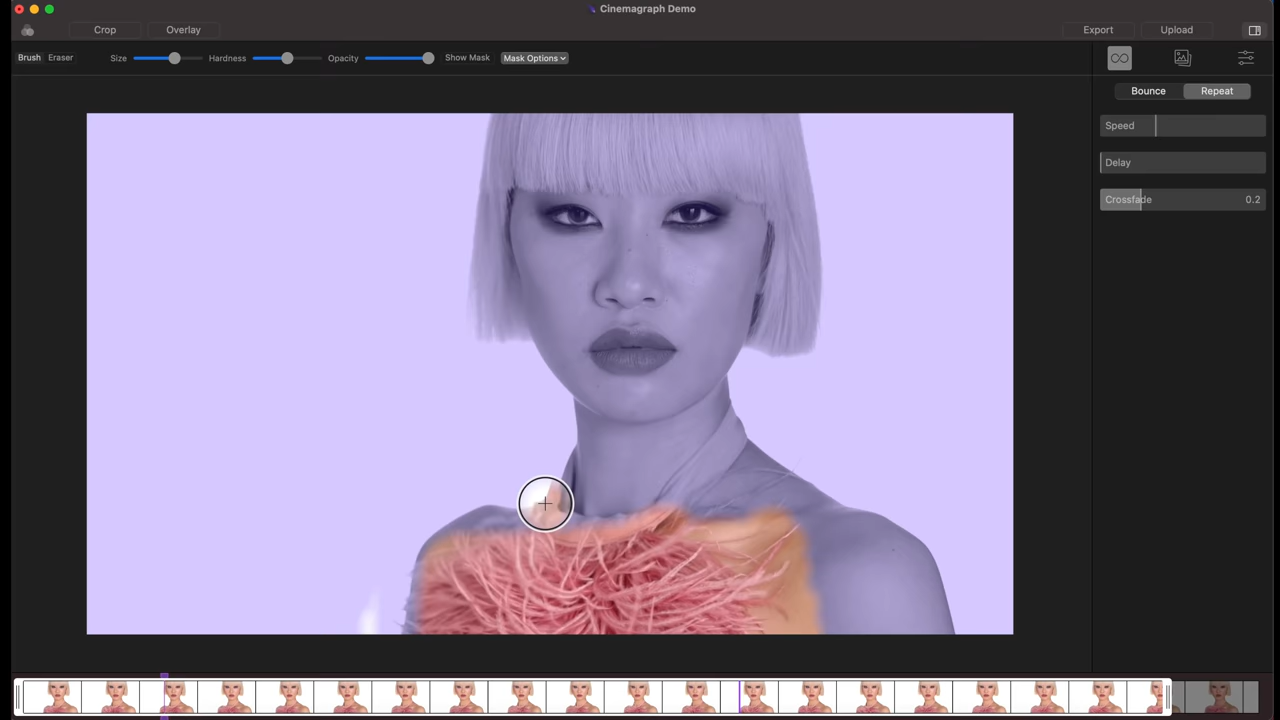 Cinemagraph Demo
Crop Overlay Export Upload
Brush Eraser Size Hardness Opacity Show Mask Mask Options
Bounce Repeat
Speed
Delay
Crossfade 0.2